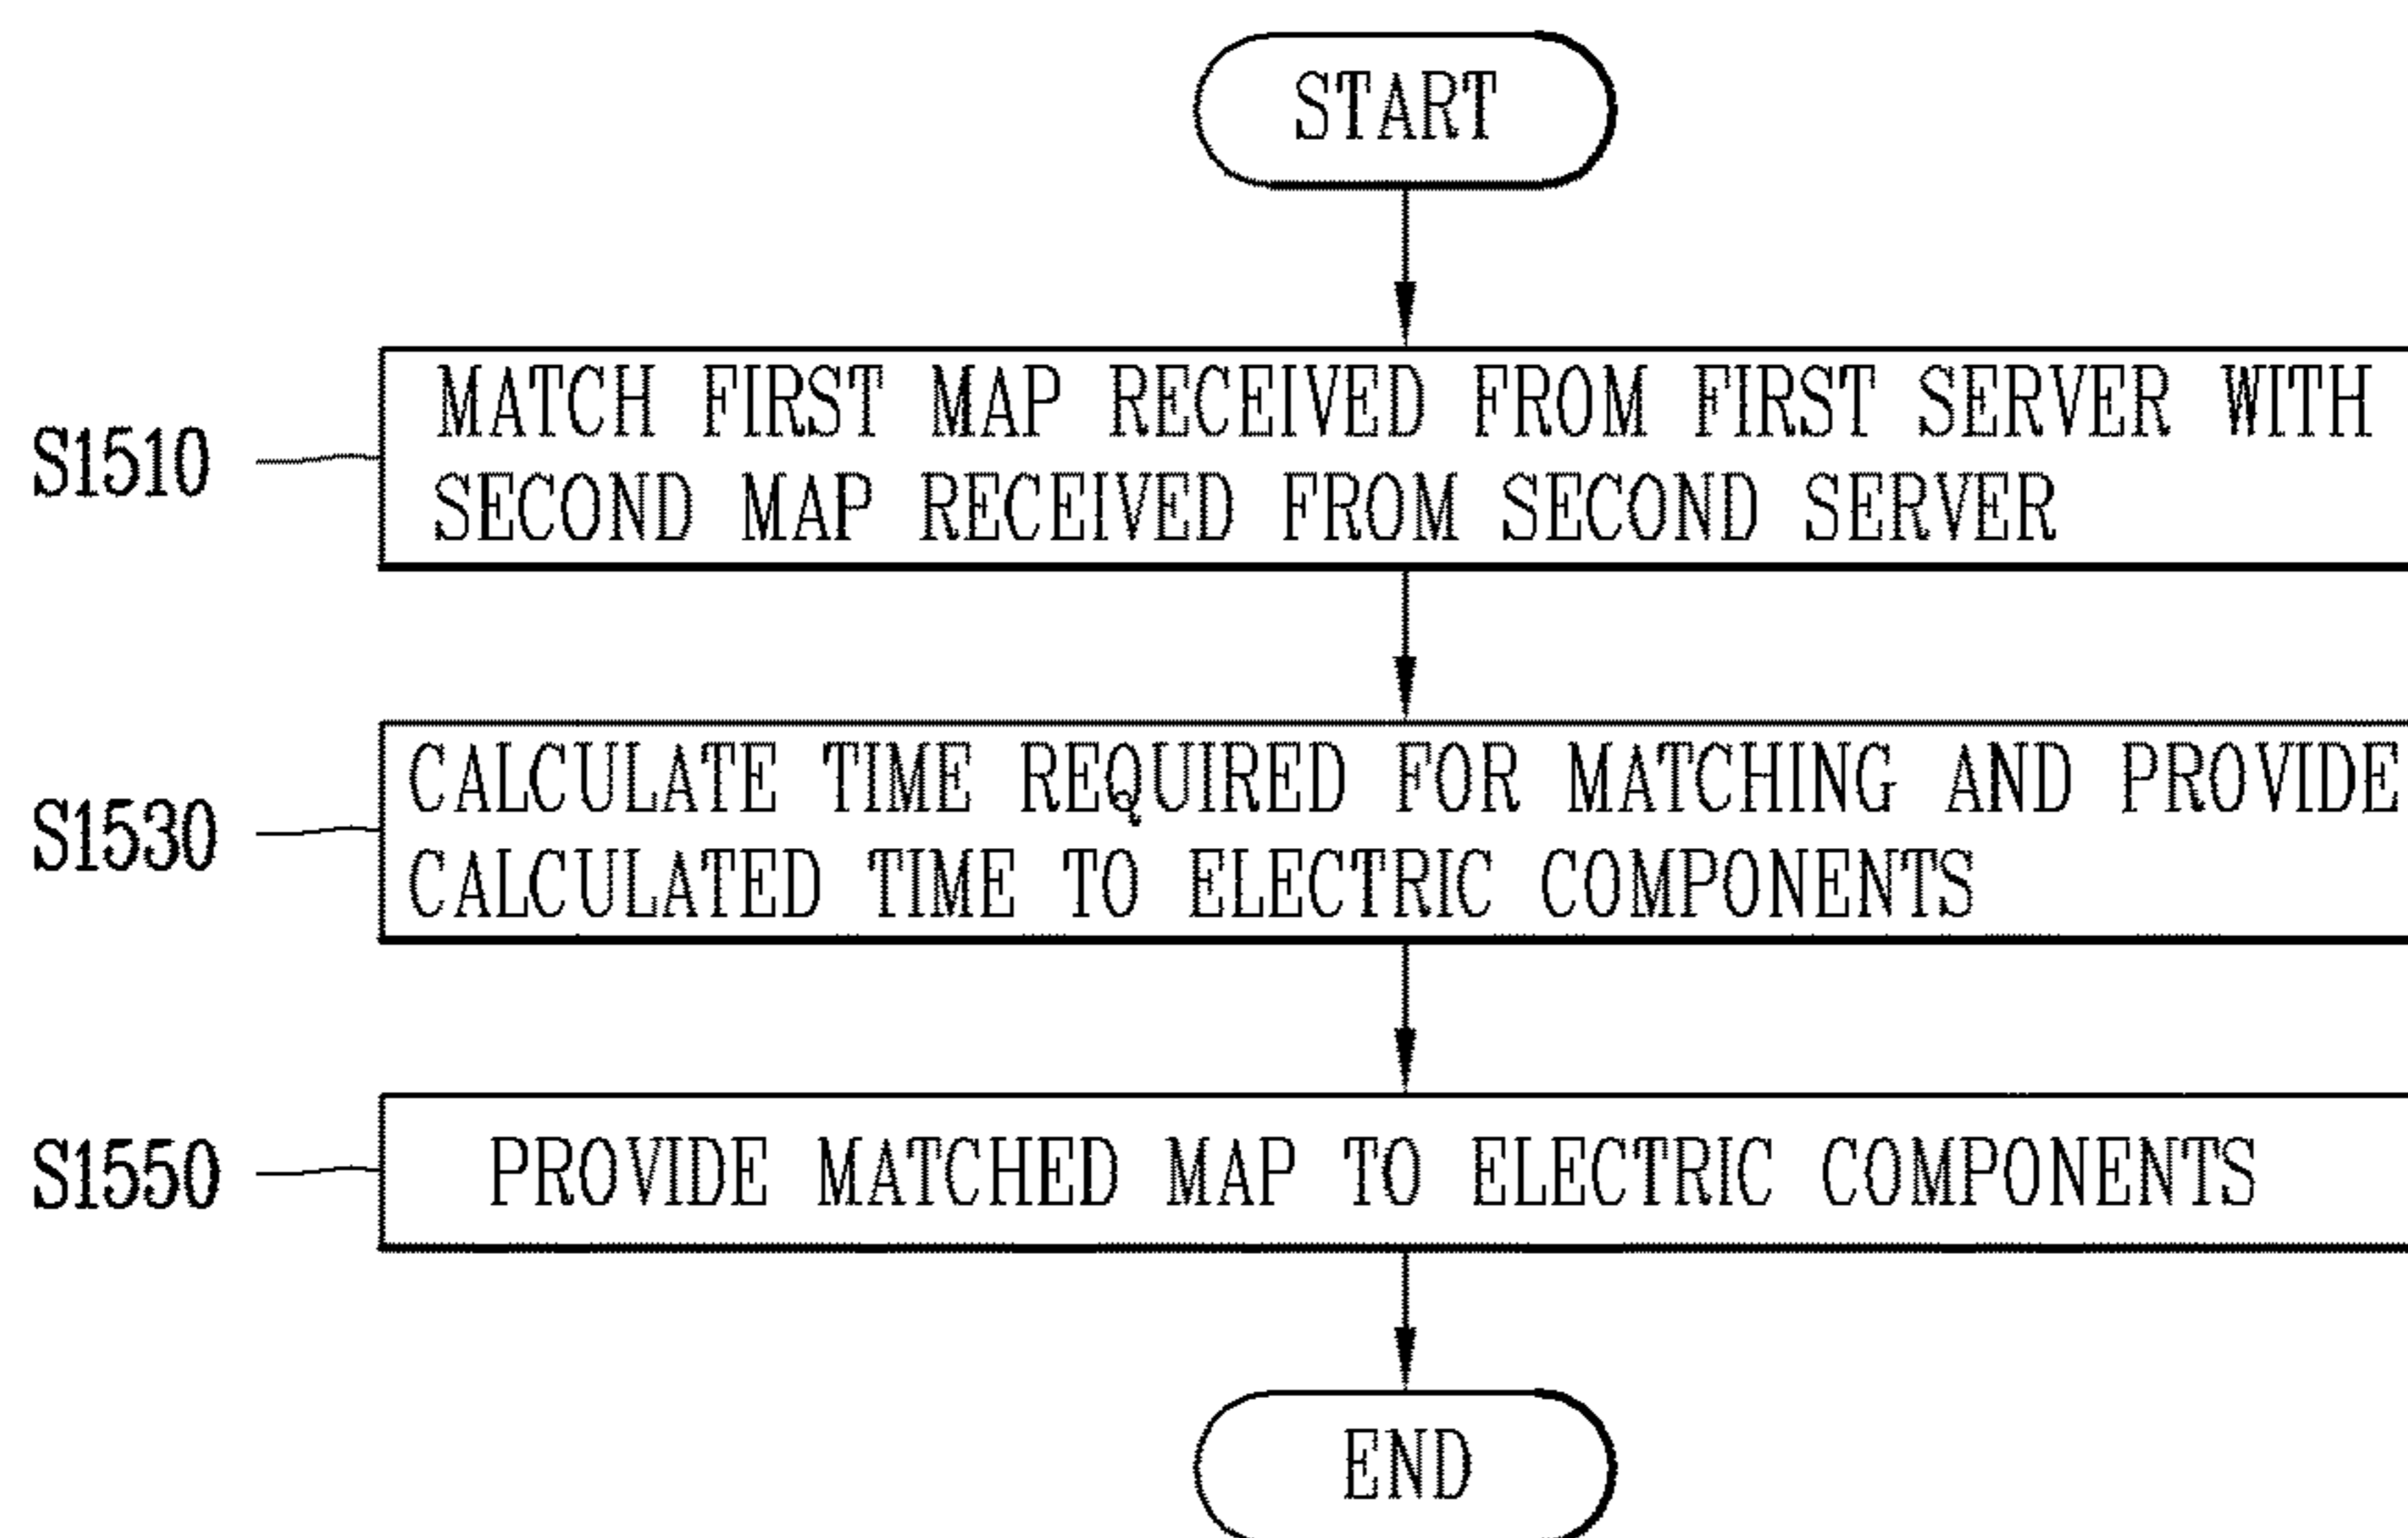 START
S1510
MATCH FIRST MAP RECEIVED FROM FIRST SERVER WITH
SECOND MAP RECEIVED FROM SECOND SERVER
S1530
CALCULATE TIME REQUIRED FOR MATCHING AND PROVIDE
CALCULATED TIME TO ELECTRIC COMPONENTS
S1550
PROVIDE MATCHED MAP TO ELECTRIC COMPONENTS
END